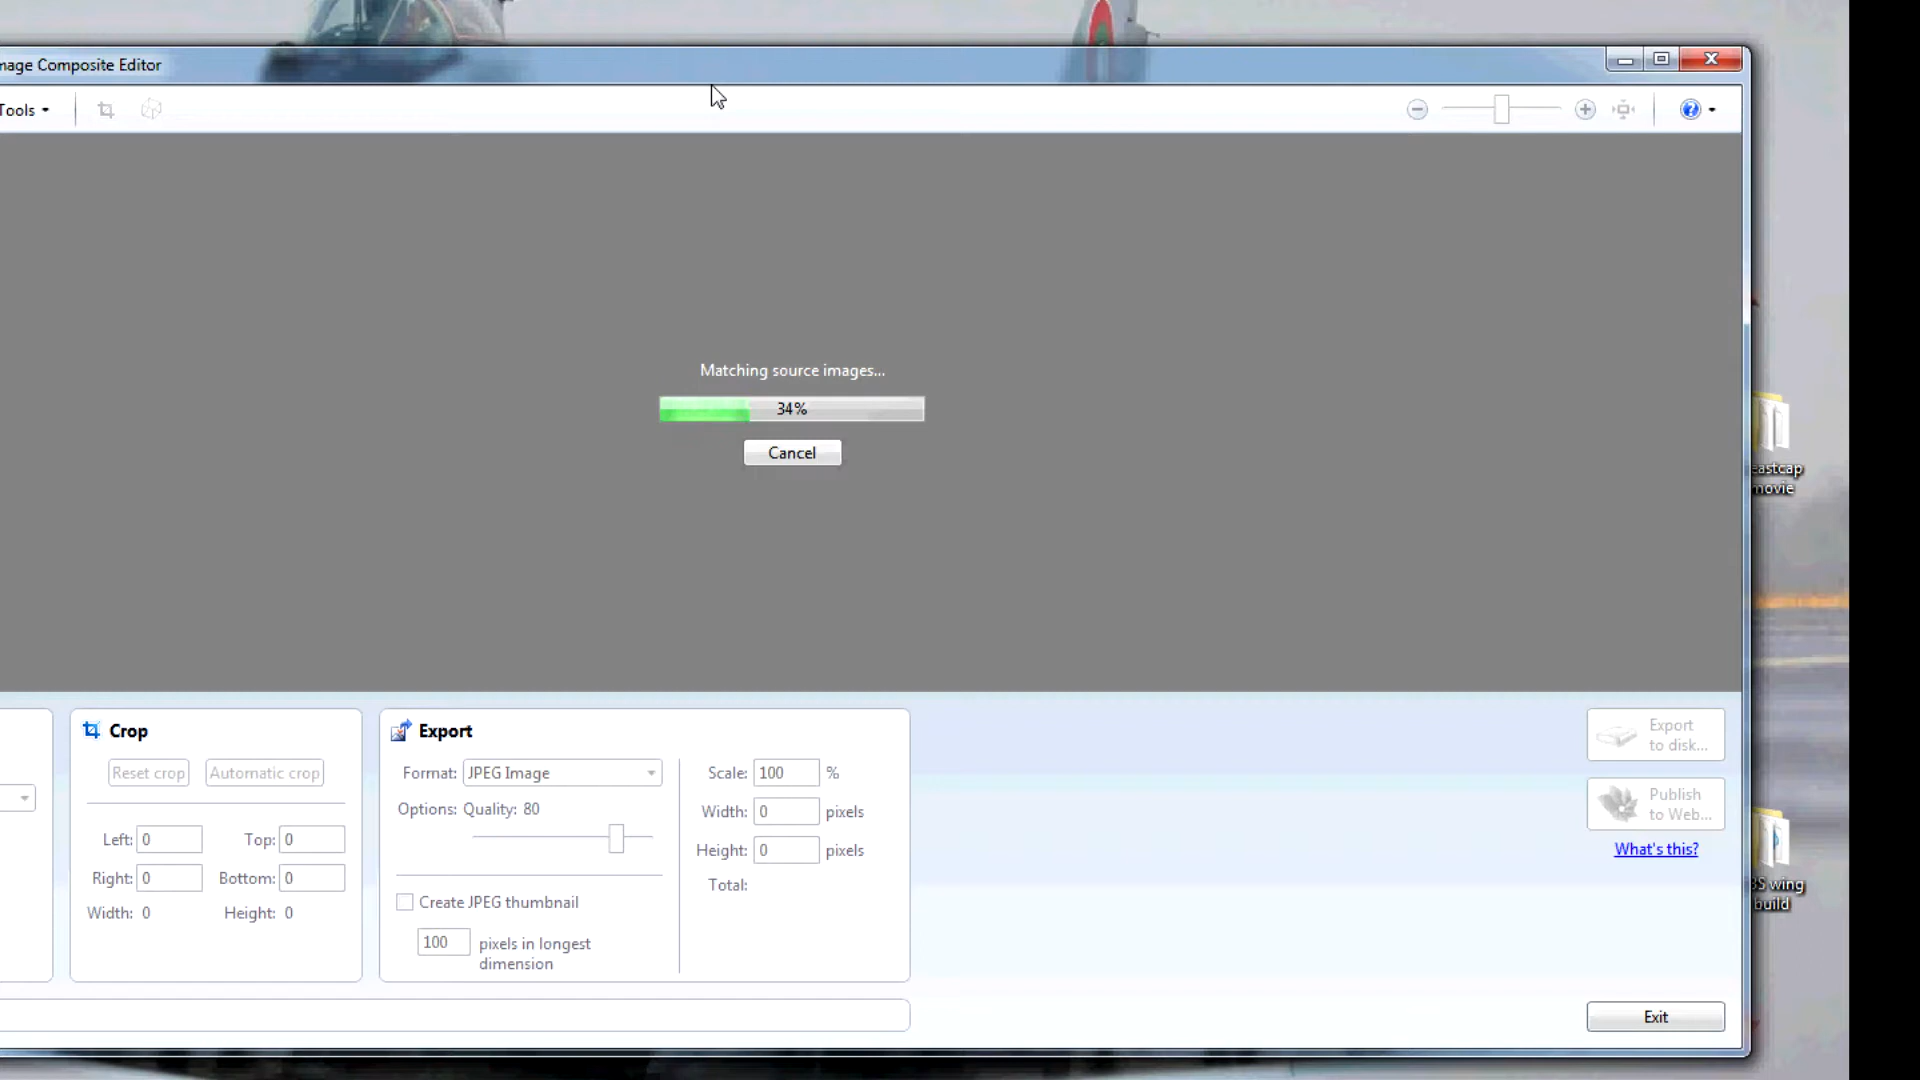 mage Composite Editor
Tools
Matching source images...
34%
Cancel
Crop
Reset crop
Automatic crop
Left: 0
Top: 0
Right: 0
Bottom: 0
Width: 0
Height: 0
Export
Format: JPEG Image
Options: Quality: 80
Create JPEG thumbnail
100 pixels in longest
dimension
Scale: 100 %
Width: 0 pixels
Height: 0 pixels
Total:
Export
to disk...
Publish
to Web...
What's this?
Exit
eastcap
movie
3S wing
build